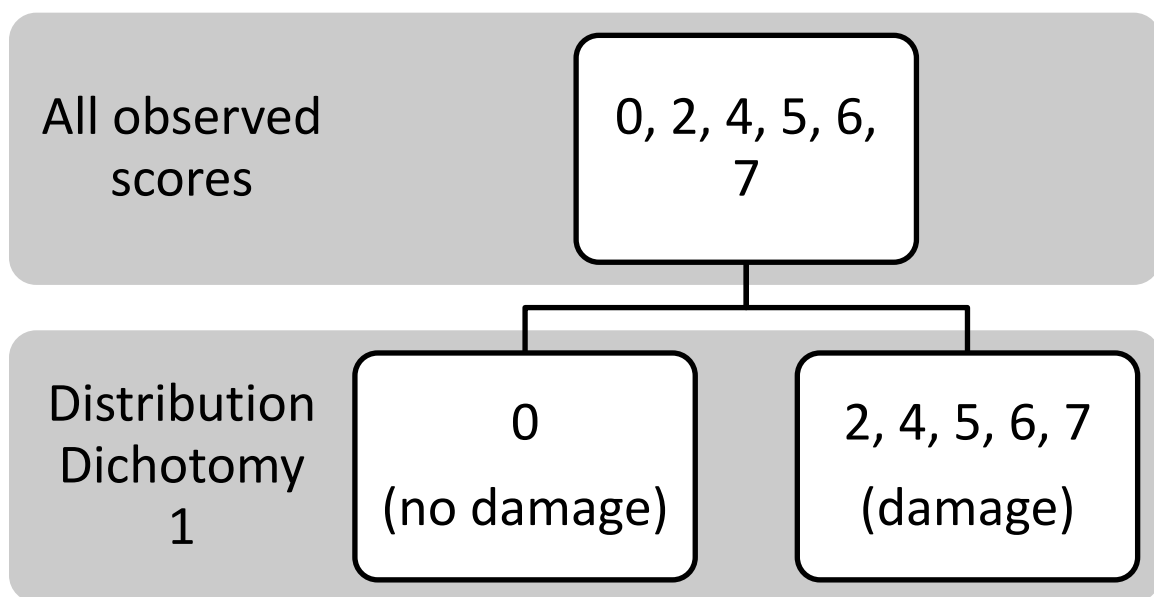 All observed
scores
0, 2, 4, 5, 6,
7
Distribution
Dichotomy
1
0
(no damage)
2, 4, 5, 6, 7
(damage)